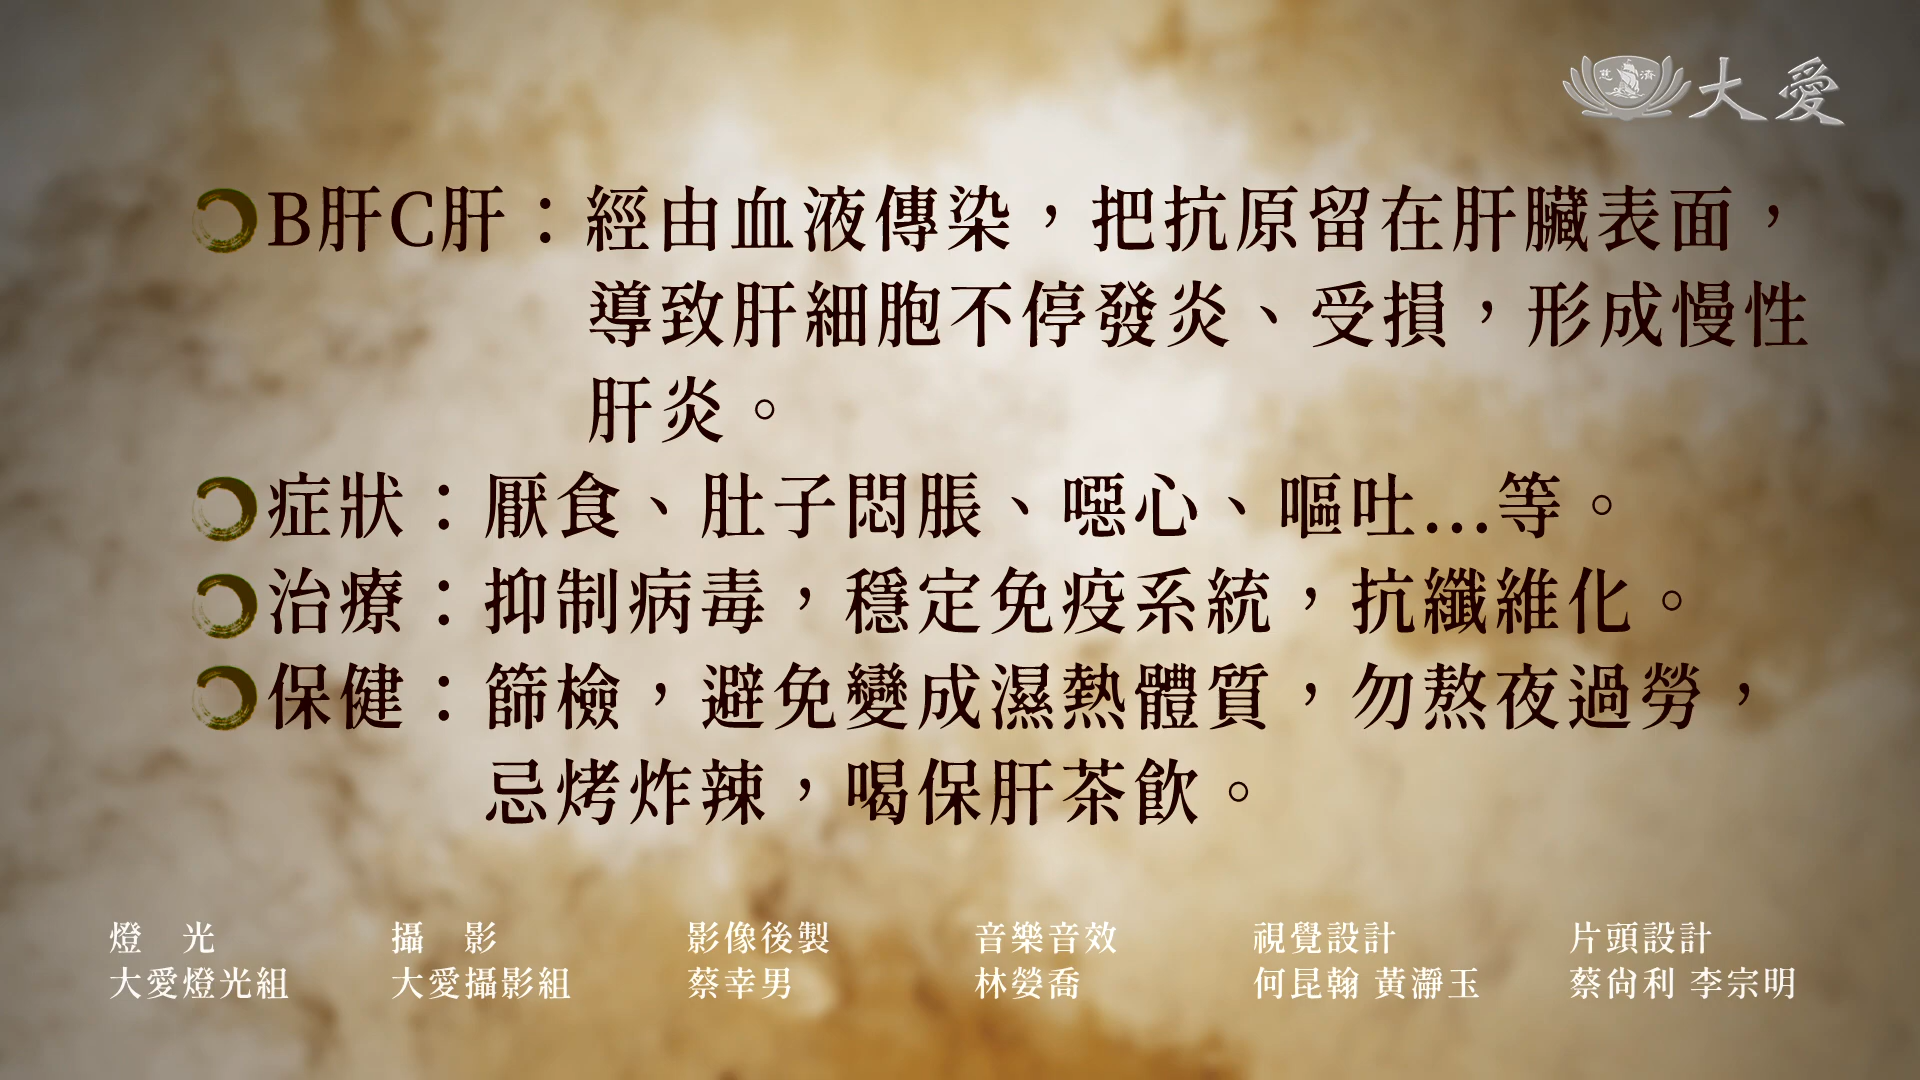 慈濟 大愛
B肝C肝：經由血液傳染，把抗原留在肝臟表面，
導致肝細胞不停發炎、受損，形成慢性
肝炎。
症狀：厭食、肚子悶脹、噁心、嘔吐...等。
治療：抑制病毒，穩定免疫系統，抗纖維化。
保健：篩檢，避免變成濕熱體質，勿熬夜過勞，
忌烤炸辣，喝保肝茶飲。
燈　光　攝　影　影像後製　音樂音效　視覺設計　片頭設計
大愛燈光組　大愛攝影組　蔡幸男　林嫈喬　何昆翰 黃瀞玉　蔡尙利 李宗明